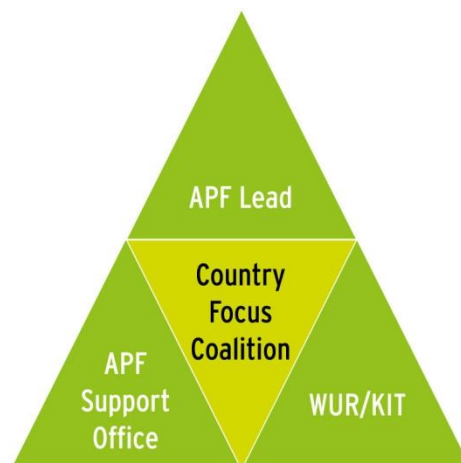 APF Lead
Country
Focus
Coalition
APF
Support
Office
WUR/KIT